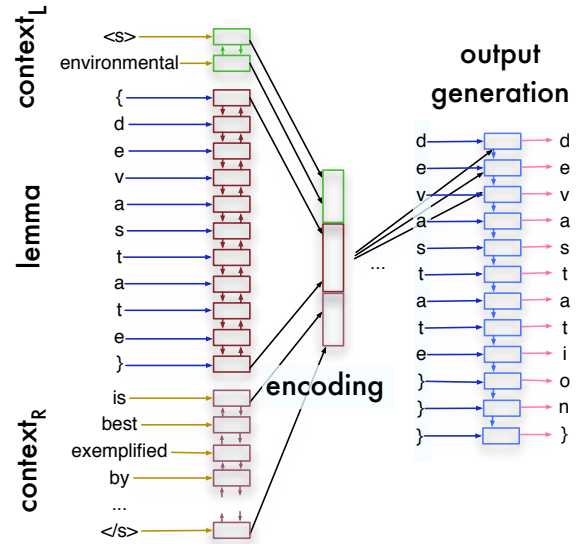 context_L
<s>
environmental
lemma
{
d
e
v
a
s
t
a
t
e
}
context_R
is
best
exemplified
by
...
</s>
encoding
...
output
generation
d d
e e
v v
a a
s s
t t
a a
t t
e i
} o
} n
} }